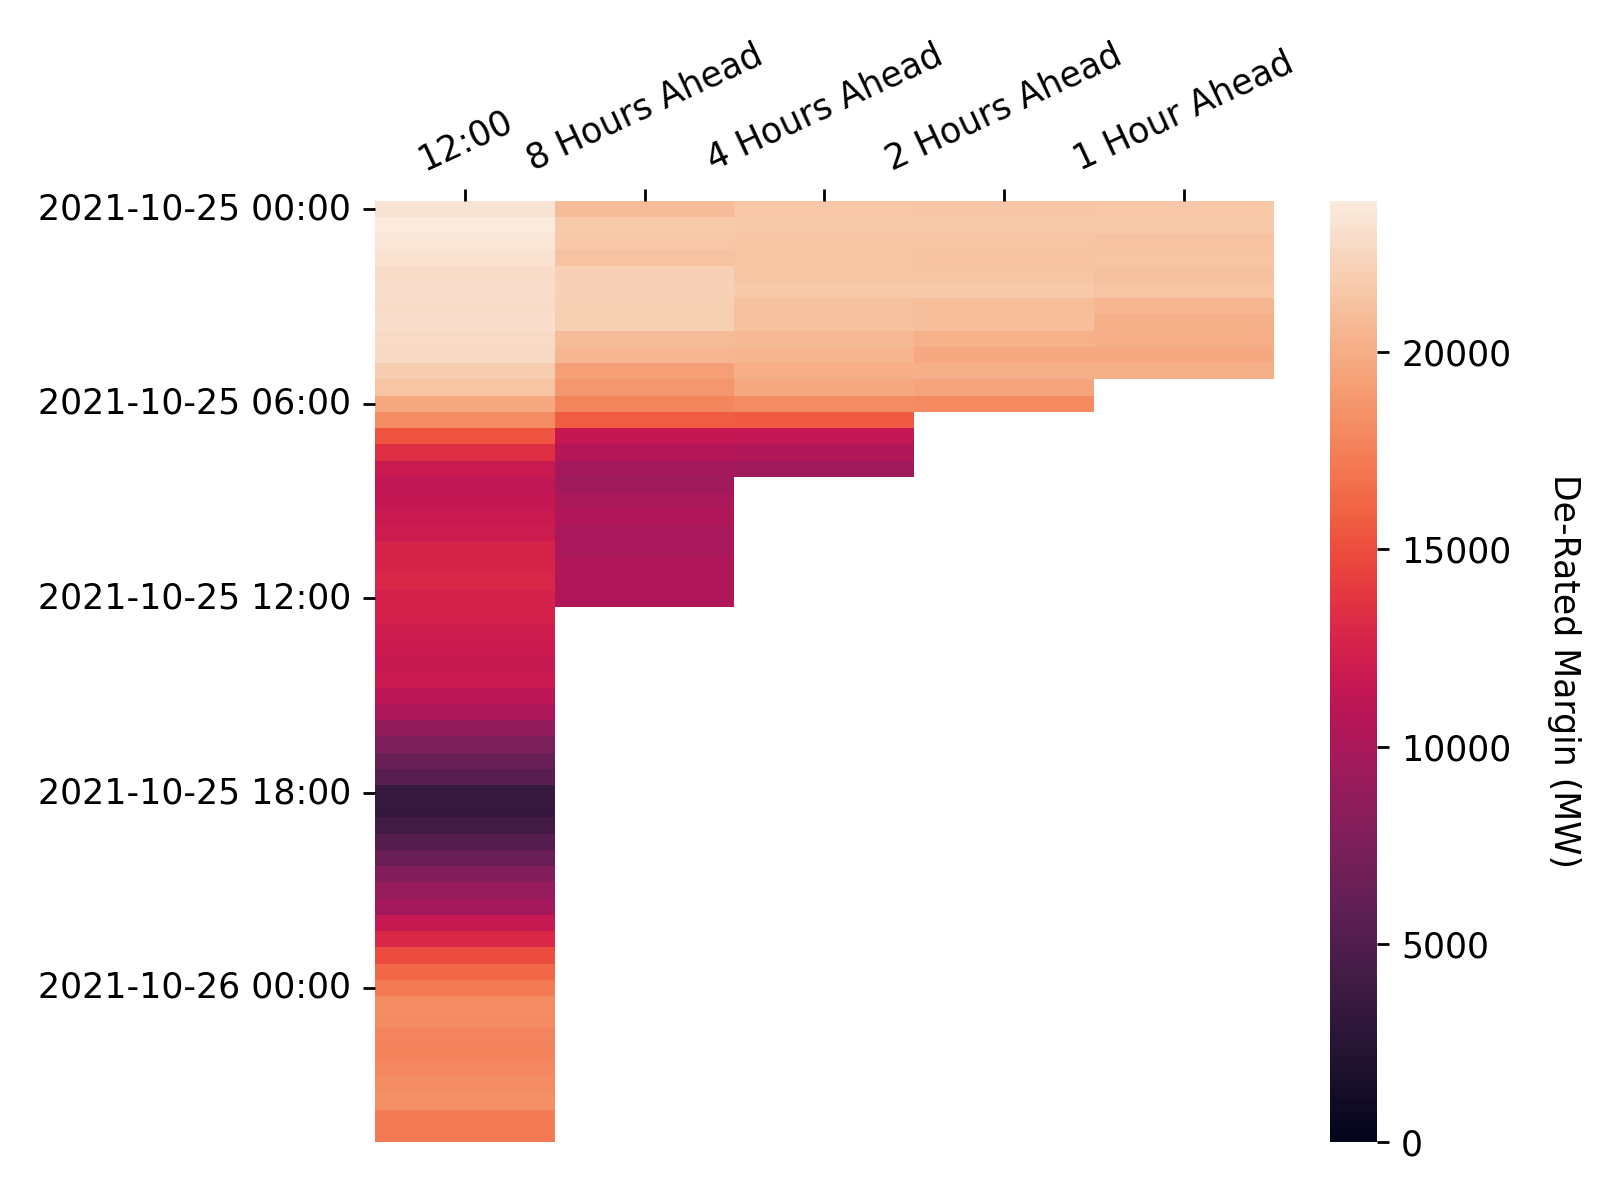 12:00
8 Hours Ahead
4 Hours Ahead
2 Hours Ahead
1 Hour Ahead
2021-10-25 00:00
2021-10-25 06:00
2021-10-25 12:00
2021-10-25 18:00
2021-10-26 00:00
20000
15000
10000
5000
0
De-Rated Margin (MW)